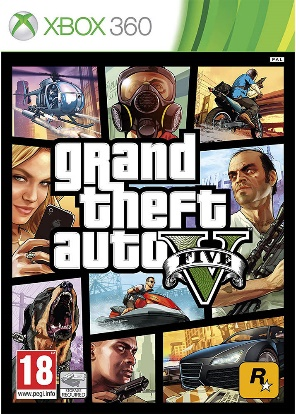 XBOX 360
PAL
grand
theft
auto
V
FIVE
18
www.pegi.info
R